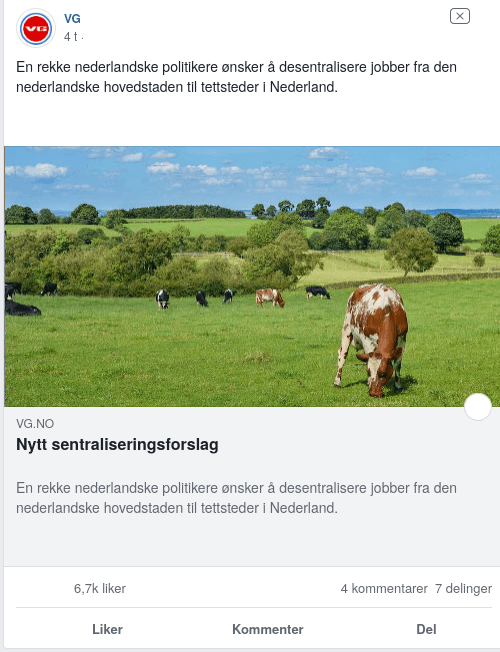 VG
VG
4 t ·
En rekke nederlandske politikere ønsker å desentralisere jobber fra den
nederlandske hovedstaden til tettsteder i Nederland.
VG.NO
Nytt sentraliseringsforslag
En rekke nederlandske politikere ønsker å desentralisere jobber fra den
nederlandske hovedstaden til tettsteder i Nederland.
6,7k liker 4 kommentarer 7 delinger
Liker Kommenter Del